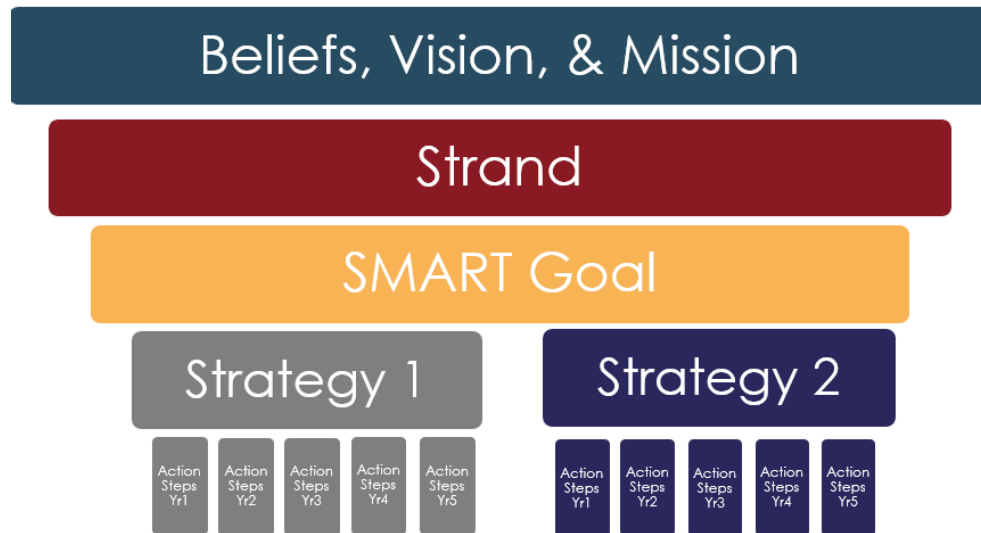 Beliefs, Vision, & Mission
Strand
SMART Goal
Strategy 1
Strategy 2
Action
Steps
Yr1
Action
Steps
Yr2
Action
Steps
Yr3
Action
Steps
Yr4
Action
Steps
Yr5
Action
Steps
Yr1
Action
Steps
Yr2
Action
Steps
Yr3
Action
Steps
Yr4
Action
Steps
Yr5